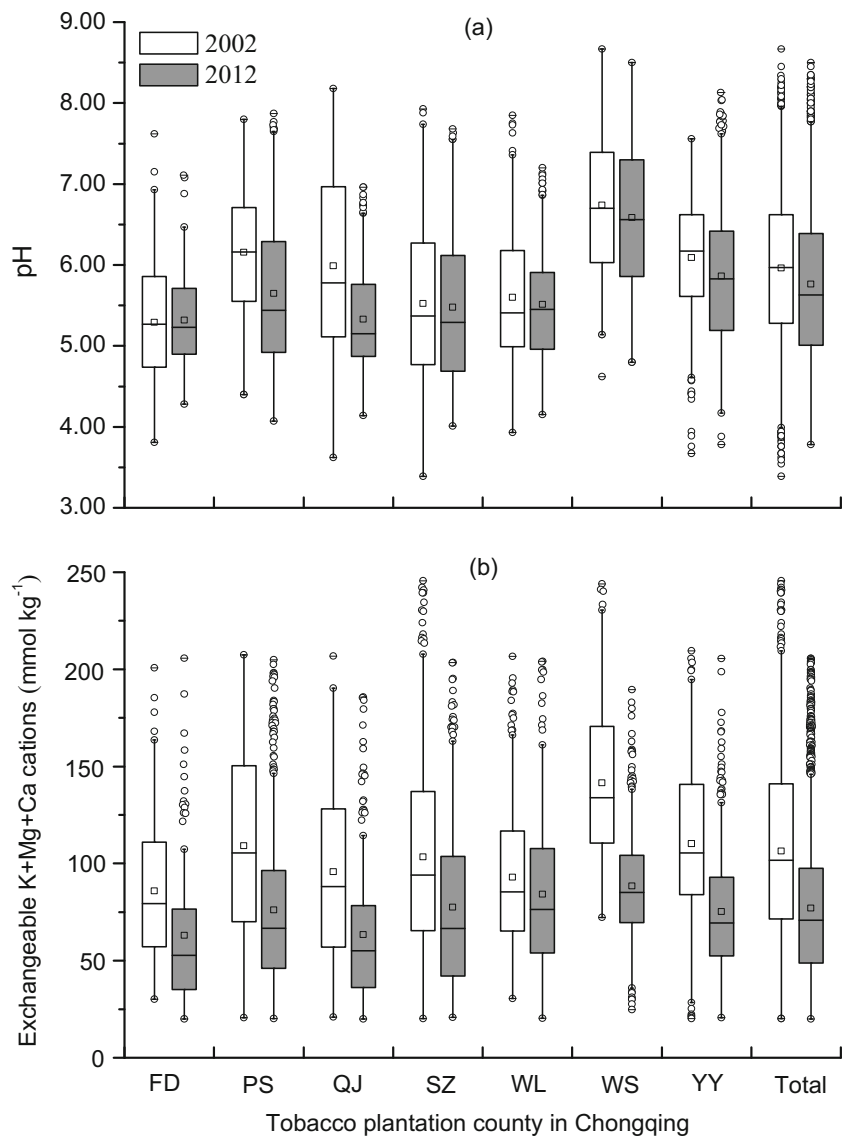 (a)
2002
2012
9.00
8.00
7.00
6.00
5.00
4.00
3.00
pH
(b)
250
200
150
100
50
0
Exchangeable K+Mg+Ca cations (mmol kg⁻¹)
FD PS QJ SZ WL WS YY Total
Tobacco plantation county in Chongqing